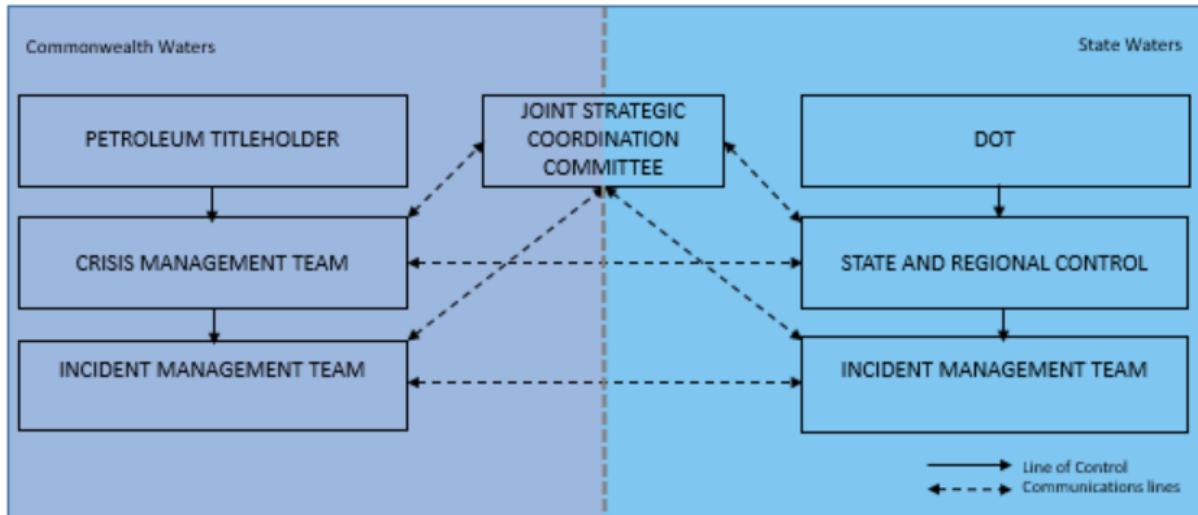 Commonwealth Waters
State Waters
PETROLEUM TITLEHOLDER
JOINT STRATEGIC
COORDINATION
COMMITTEE
DOT
CRISIS MANAGEMENT TEAM
STATE AND REGIONAL CONTROL
INCIDENT MANAGEMENT TEAM
INCIDENT MANAGEMENT TEAM
Line of Control
Communications lines